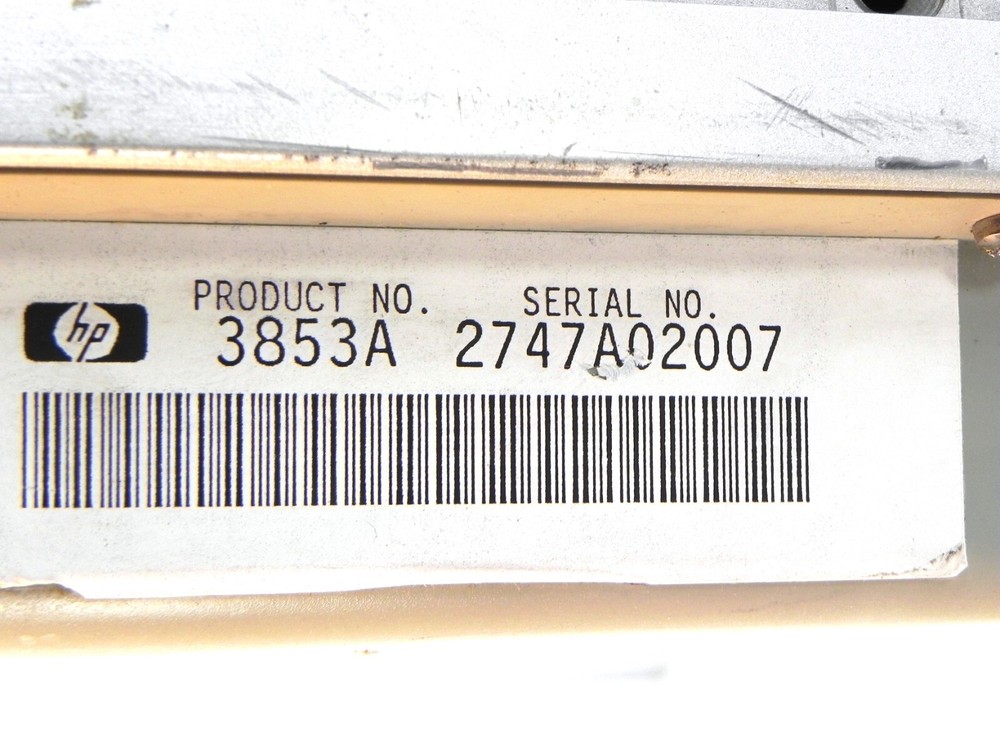 hp
PRODUCT NO. SERIAL NO.
3853A 2747A02007